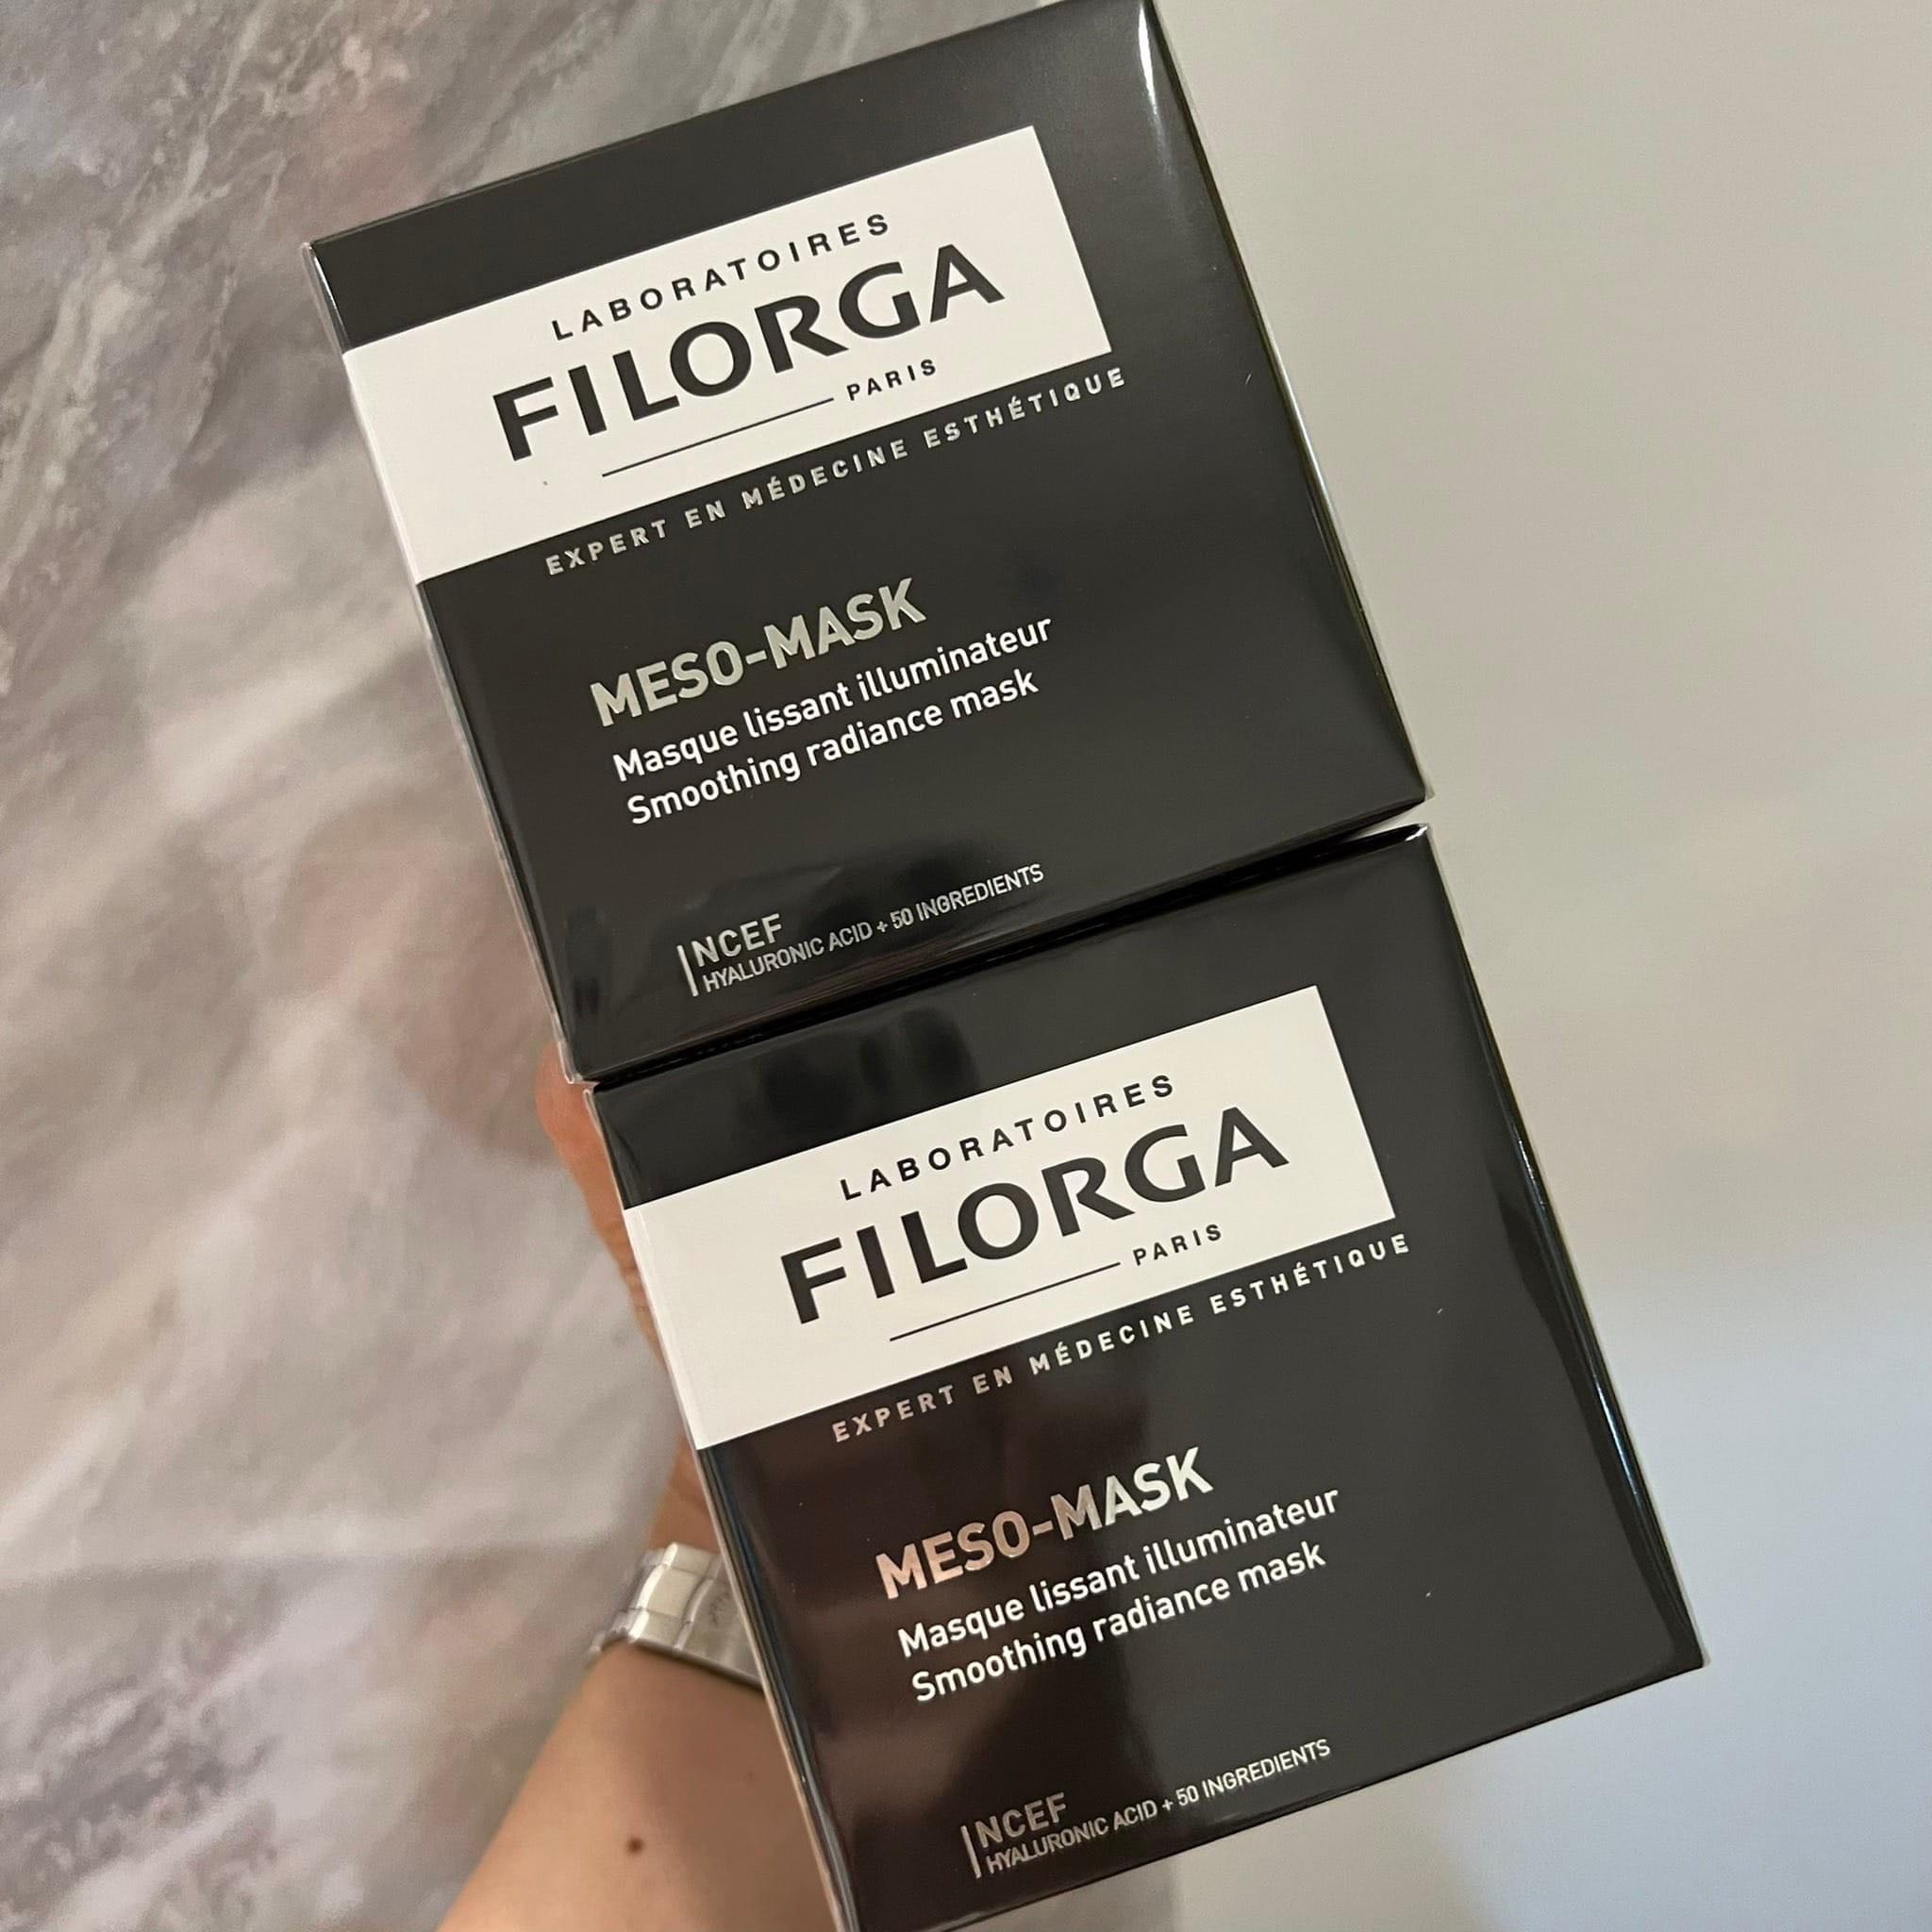 LABORATOIRES
FILORGA
PARIS
EXPERT EN MÉDECINE ESTHÉTIQUE
MESO-MASK
Masque lissant illuminateur
Smoothing radiance mask
NCEF
HYALURONIC ACID + 50 INGREDIENTS
LABORATOIRES
FILORGA
PARIS
EXPERT EN MÉDECINE ESTHÉTIQUE
MESO-MASK
Masque lissant illuminateur
Smoothing radiance mask
NCEF
HYALURONIC ACID + 50 INGREDIENTS